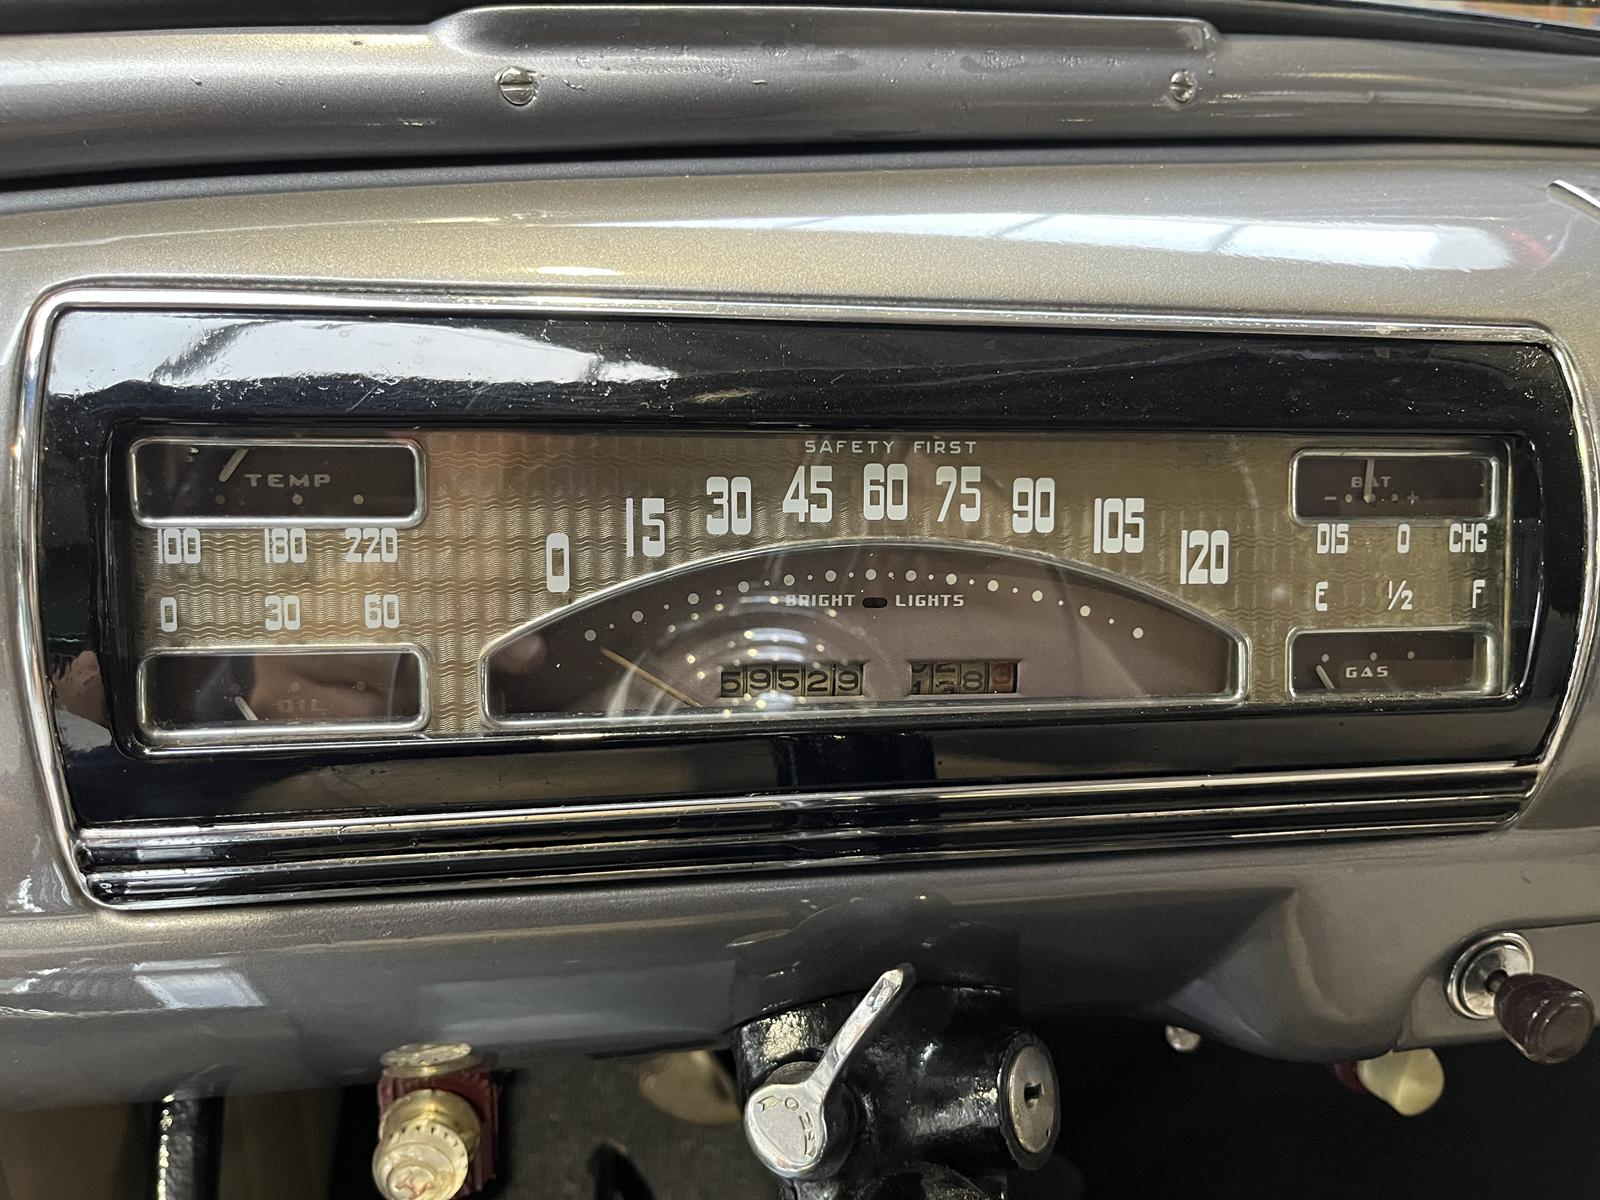 SAFETY FIRST
TEMP
100 180 220
0 30 60
OIL
0 15 30 45 60 75 90 105 120
BRIGHT LIGHTS
59529
BAT
- +
DIS 0 CHG
E 1/2 F
GAS